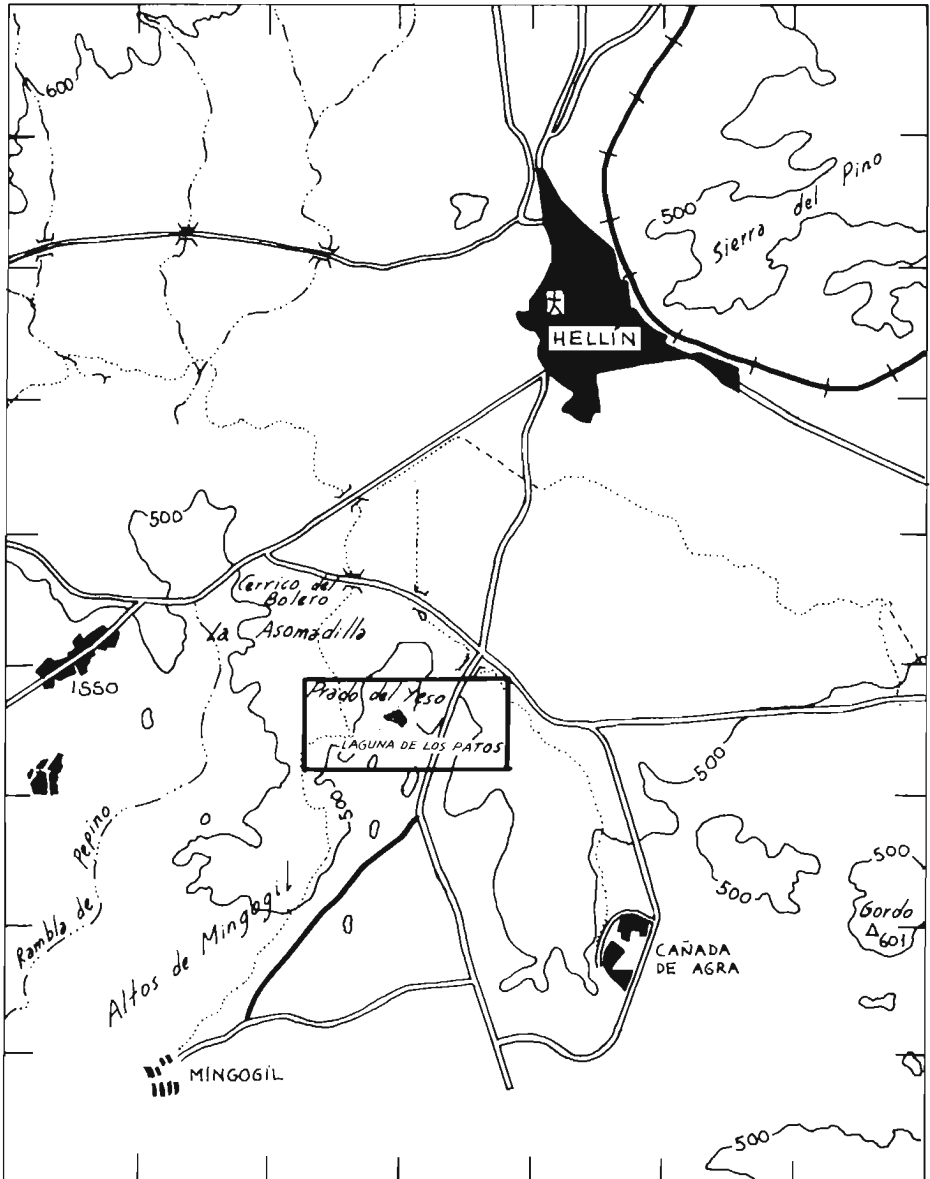 600
500
Sierra del Pino
HELLÍN
500
Cerrico del
Bolero
La Asomadilla
ISSO
Prado del Yeso
LAGUNA DE LOS PATOS
500
500
500
500
Rambla de Pepino
Altos de Mingogil
Gordo
601
CAÑADA
DE AGRA
MINGOGIL
500